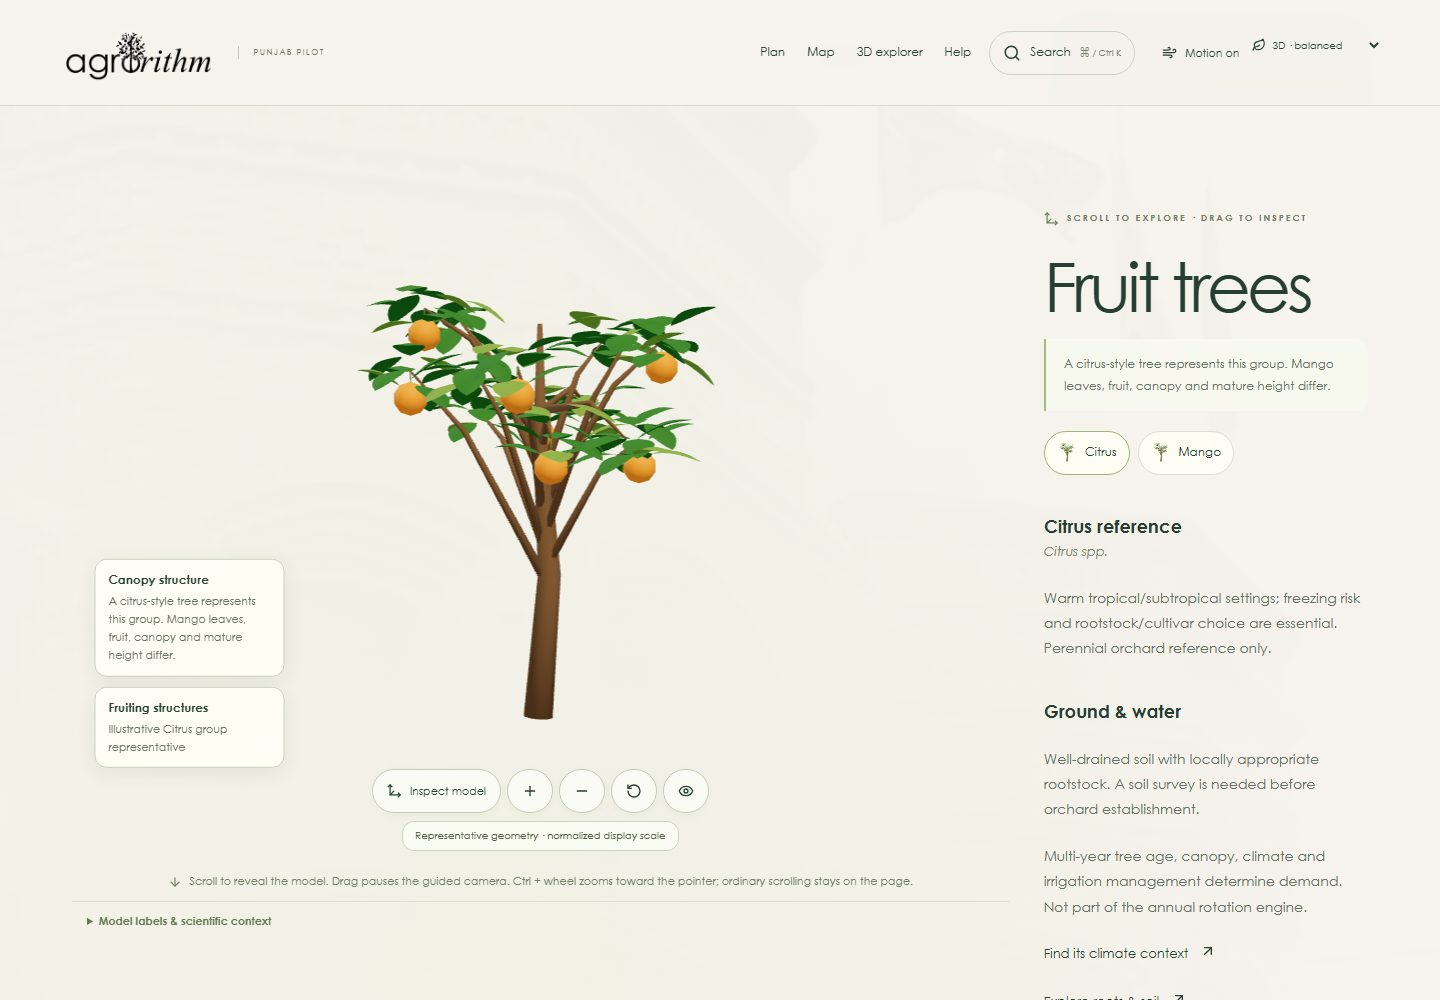 agrorithm
PUNJAB PILOT
Plan
Map
3D explorer
Help
Search
⌘ / Ctrl K
Motion on
3D · balanced
SCROLL TO EXPLORE · DRAG TO INSPECT
Fruit trees
A citrus-style tree represents this group. Mango
leaves, fruit, canopy and mature height differ.
Citrus
Mango
Citrus reference
Citrus spp.
Warm tropical/subtropical settings; freezing risk
and rootstock/cultivar choice are essential.
Perennial orchard reference only.
Ground & water
Well-drained soil with locally appropriate
rootstock. A soil survey is needed before
orchard establishment.
Multi-year tree age, canopy, climate and
irrigation management determine demand.
Not part of the annual rotation engine.
Find its climate context
Explore roots & soil
Canopy structure
A citrus-style tree represents
this group. Mango leaves,
fruit, canopy and mature
height differ.
Fruiting structures
Illustrative Citrus group
representative
Inspect model
Representative geometry · normalized display scale
Scroll to reveal the model. Drag pauses the guided camera. Ctrl + wheel zooms toward the pointer; ordinary scrolling stays on the page.
Model labels & scientific context